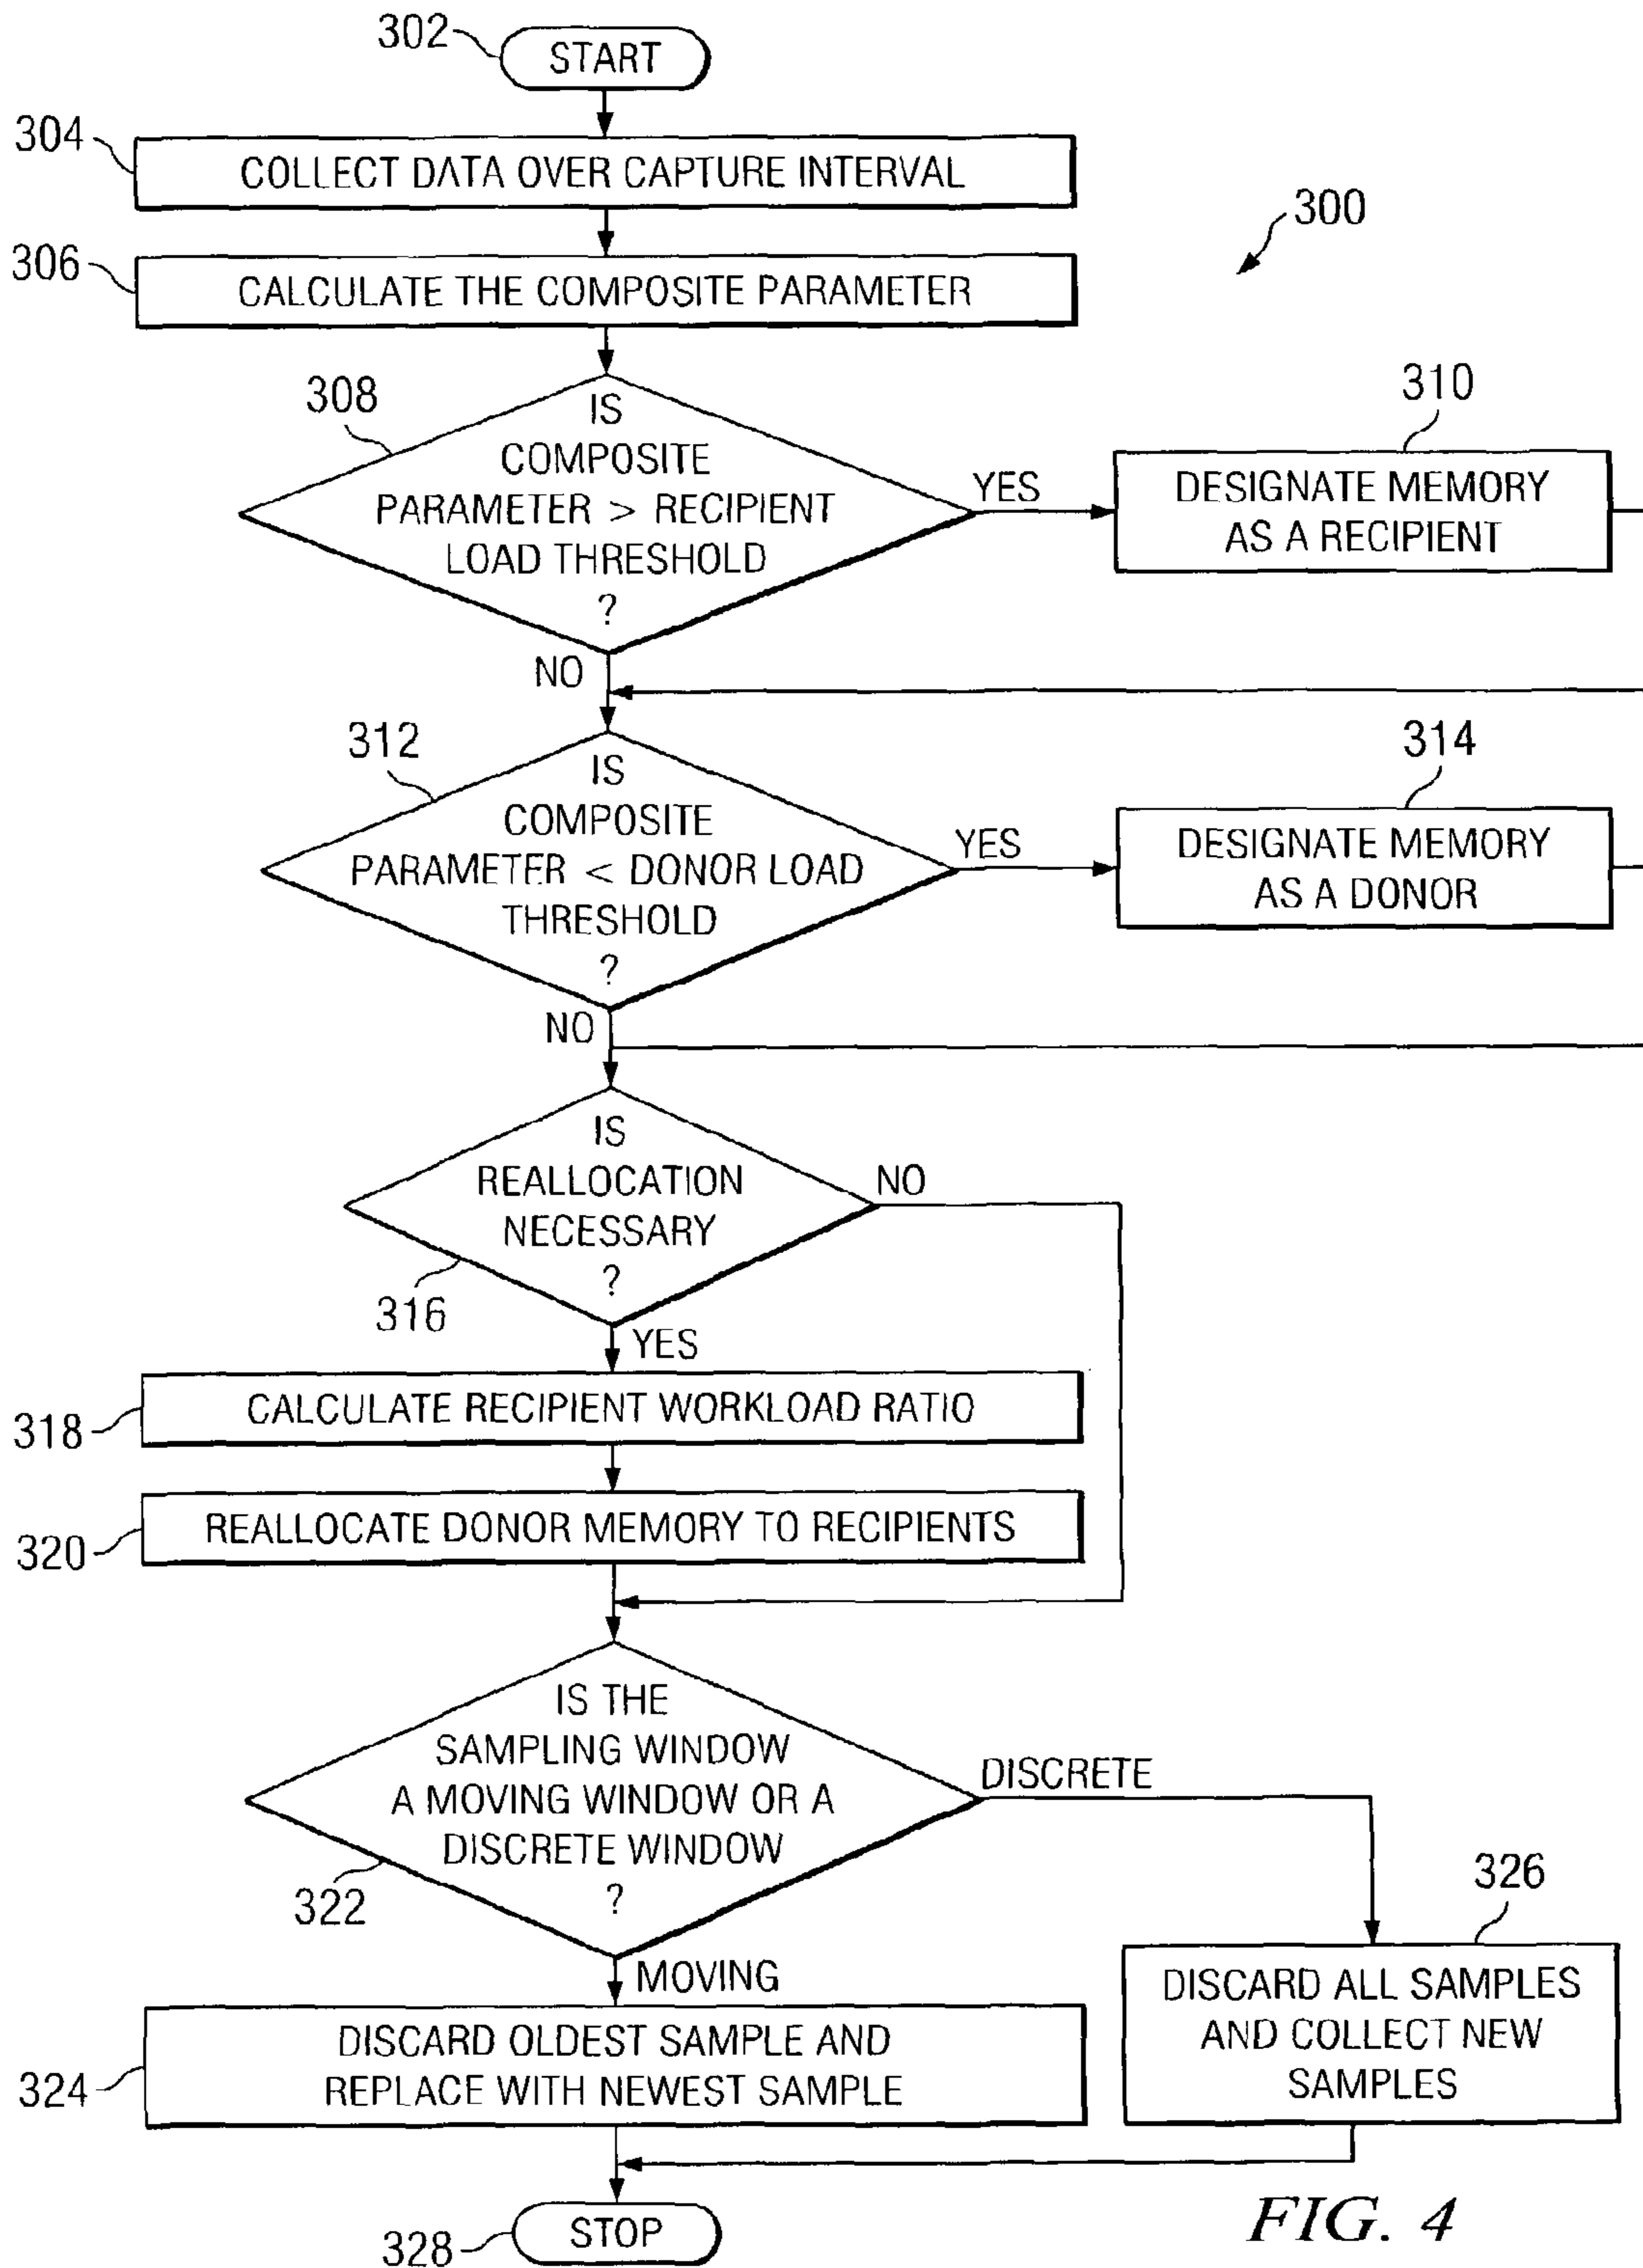 302
START
304
COLLECT DATA OVER CAPTURE INTERVAL
300
306
CALCULATE THE COMPOSITE PARAMETER
308
IS
COMPOSITE
PARAMETER > RECIPIENT
LOAD THRESHOLD
?
YES
310
DESIGNATE MEMORY
AS A RECIPIENT
NO
312
IS
COMPOSITE
PARAMETER < DONOR LOAD
THRESHOLD
?
YES
314
DESIGNATE MEMORY
AS A DONOR
NO
IS
REALLOCATION
NECESSARY
?
NO
316
YES
318
CALCULATE RECIPIENT WORKLOAD RATIO
320
REALLOCATE DONOR MEMORY TO RECIPIENTS
IS THE
SAMPLING WINDOW
A MOVING WINDOW OR A
DISCRETE WINDOW
?
DISCRETE
322
MOVING
326
DISCARD ALL SAMPLES
AND COLLECT NEW
SAMPLES
324
DISCARD OLDEST SAMPLE AND
REPLACE WITH NEWEST SAMPLE
328
STOP
FIG. 4